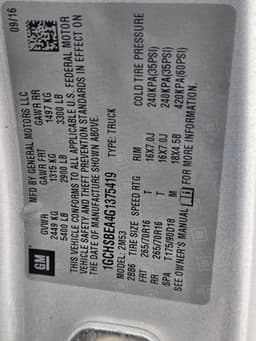 GM
MFD BY GENERAL MOTORS LLC
09/16
GVWR GAWR FRT GAWR RR
2449 KG 1315 KG 1497 KG
5400 LB 2900 LB 3300 LB
THIS VEHICLE CONFORMS TO ALL APPLICABLE U.S. FEDERAL MOTOR
VEHICLE SAFETY AND THEFT PREVENTION STANDARDS IN EFFECT ON
THE DATE OF MANUFACTURE SHOWN ABOVE.
1GCHSBEA4G1375419 TYPE: TRUCK
2M53
2BB6 TIRE SIZE SPEED RTG RIM COLD TIRE PRESSURE
FRT 265/70R16 T 16X7.0J 240KPA(35PSI)
RR 265/70R16 T 16X7.0J 240KPA(35PSI)
SPA T175/90D18 M 18X4.5B 420KPA(60PSI)
SEE OWNER'S MANUAL FOR MORE INFORMATION.